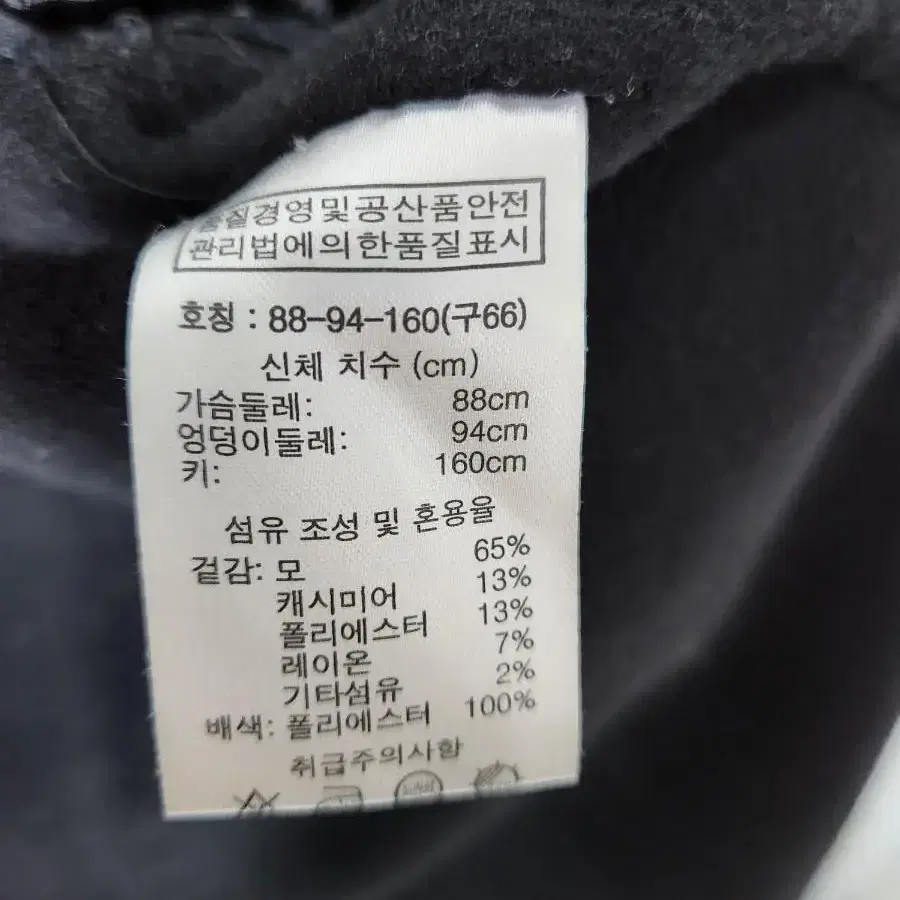 품질경영및공산품안전
관리법에의한품질표시
호칭 : 88-94-160(구66)
신체 치수 (cm)
가슴둘레: 88cm
엉덩이둘레: 94cm
키: 160cm
섬유 조성 및 혼용율
겉감: 모 65%
캐시미어 13%
폴리에스터 13%
레이온 7%
기타섬유 2%
배색: 폴리에스터 100%
취급주의사항